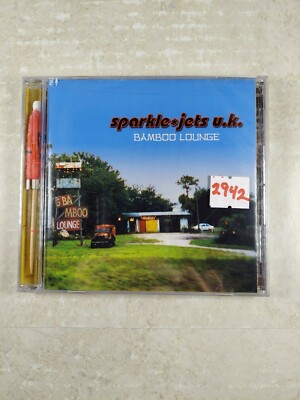 sparkle★jets u.k.
BAMBOO LOUNGE
2942
BA
MBOO
LOUNGE